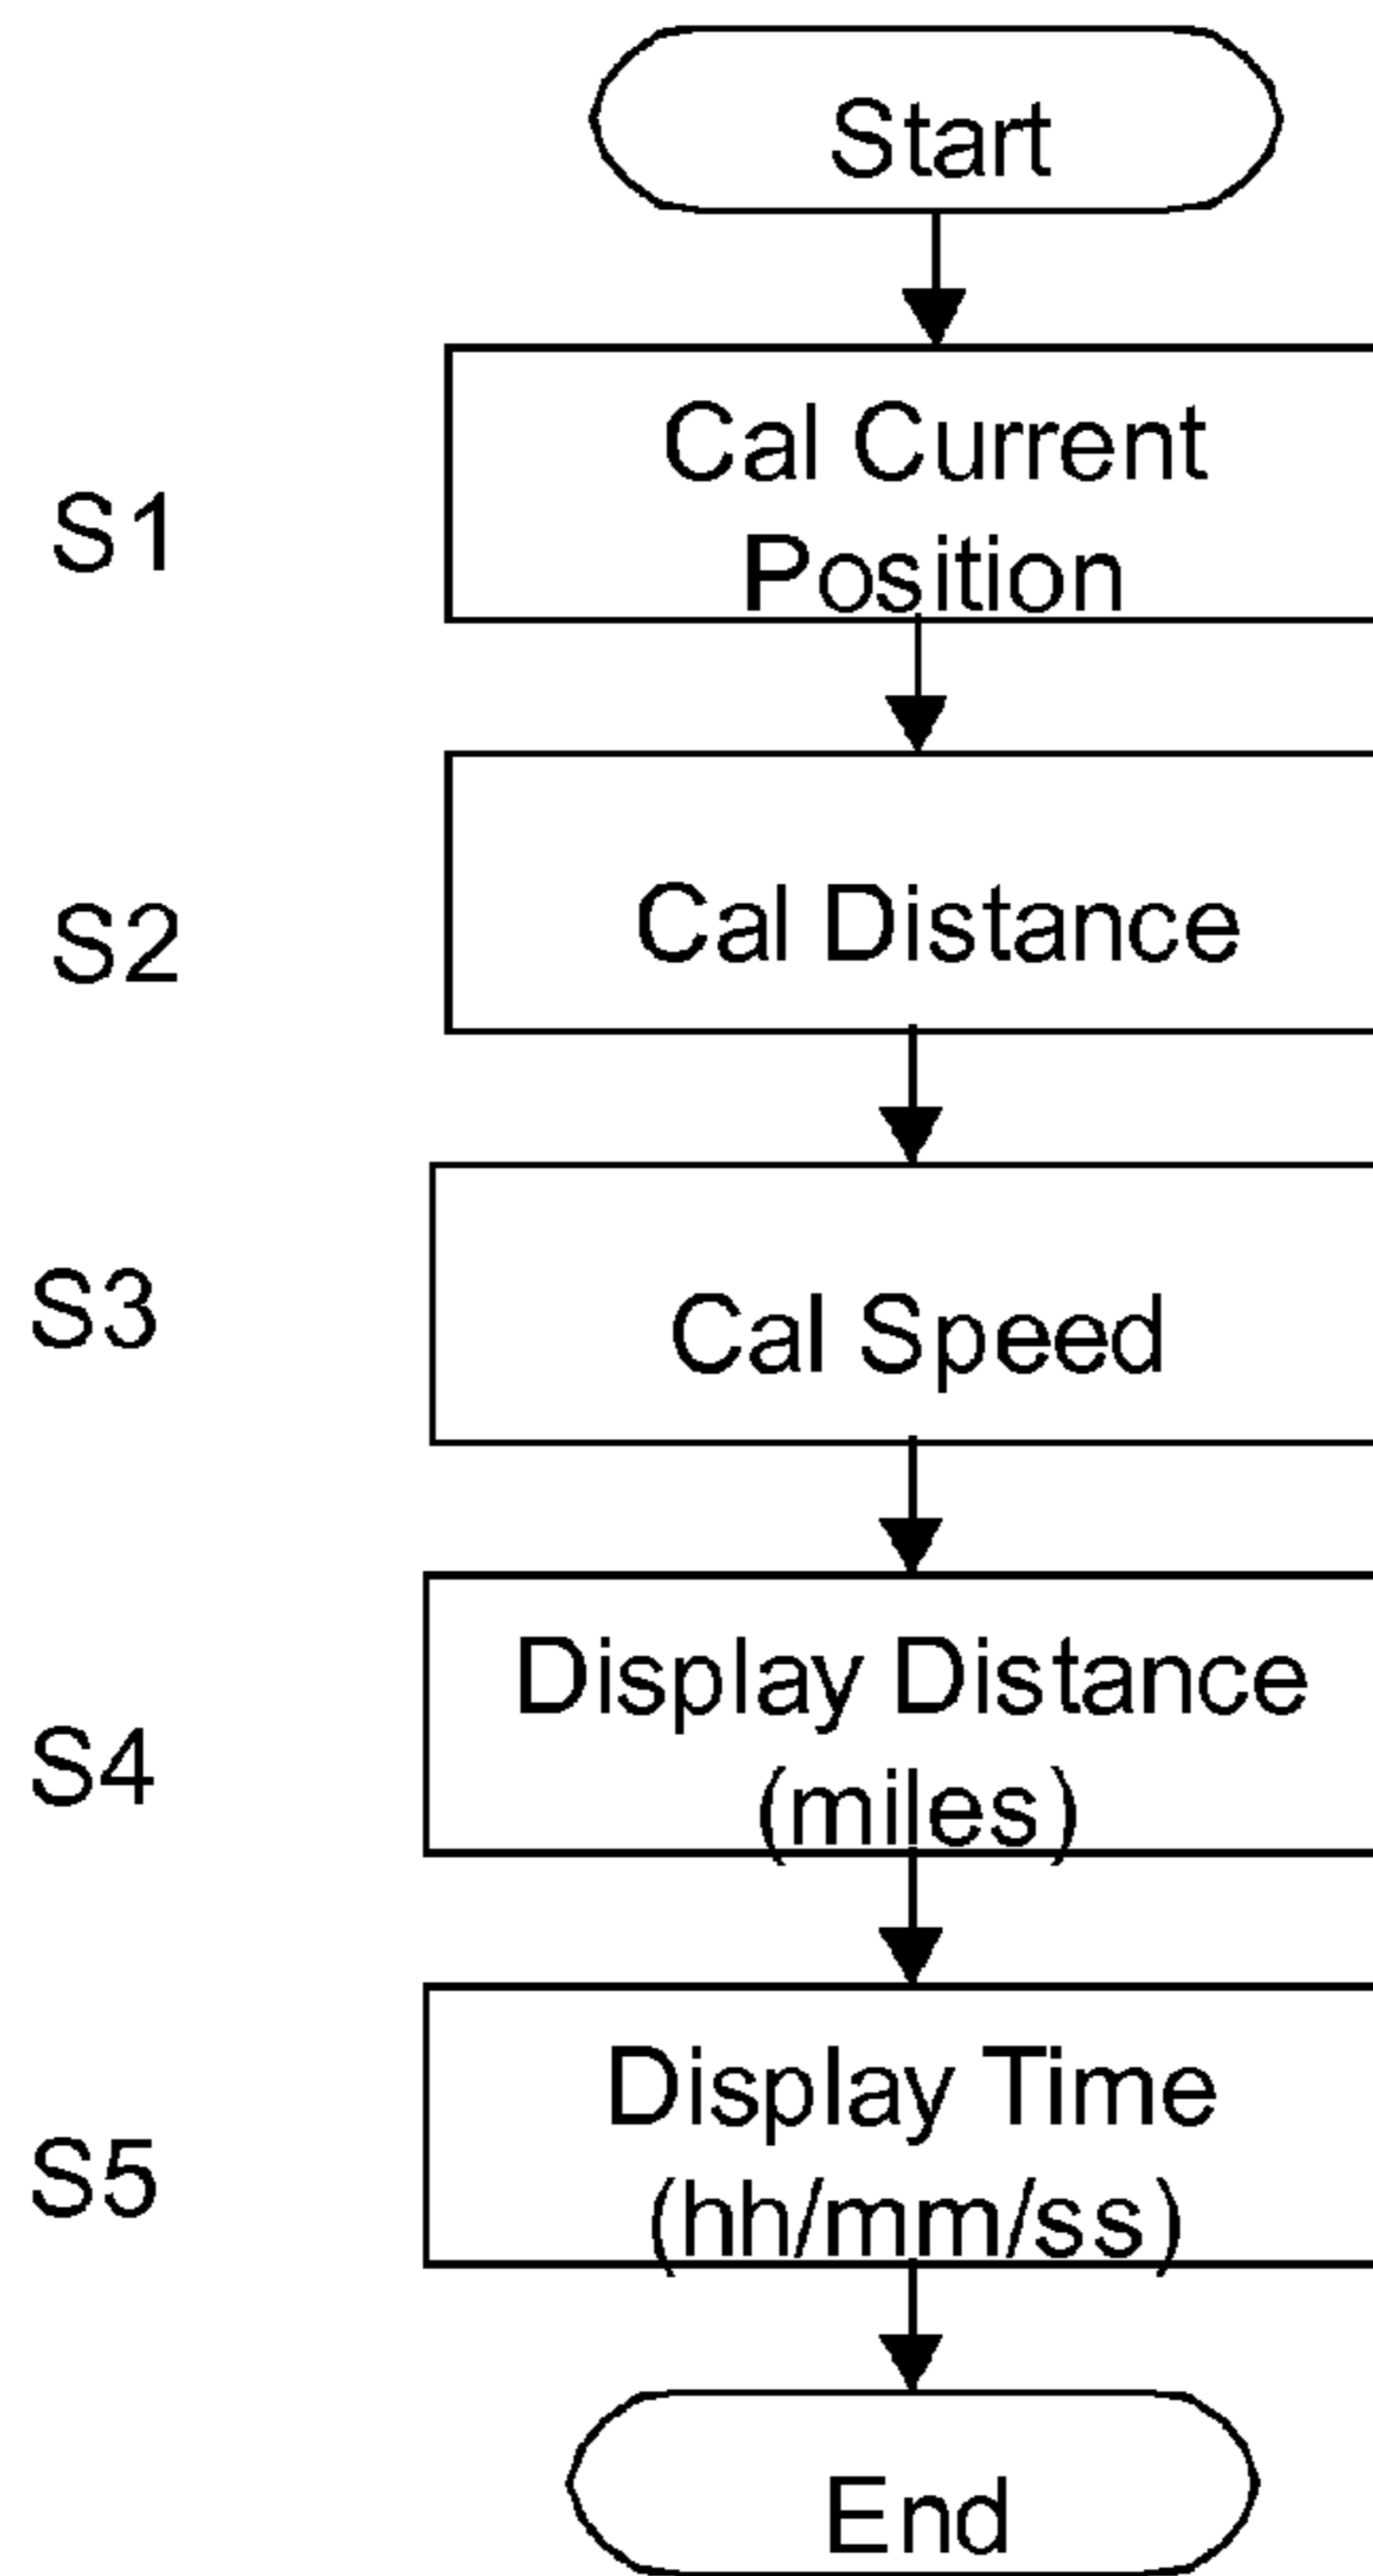 Start
S1
Cal Current
Position
S2
Cal Distance
S3
Cal Speed
S4
Display Distance
(miles)
S5
Display Time
(hh/mm/ss)
End